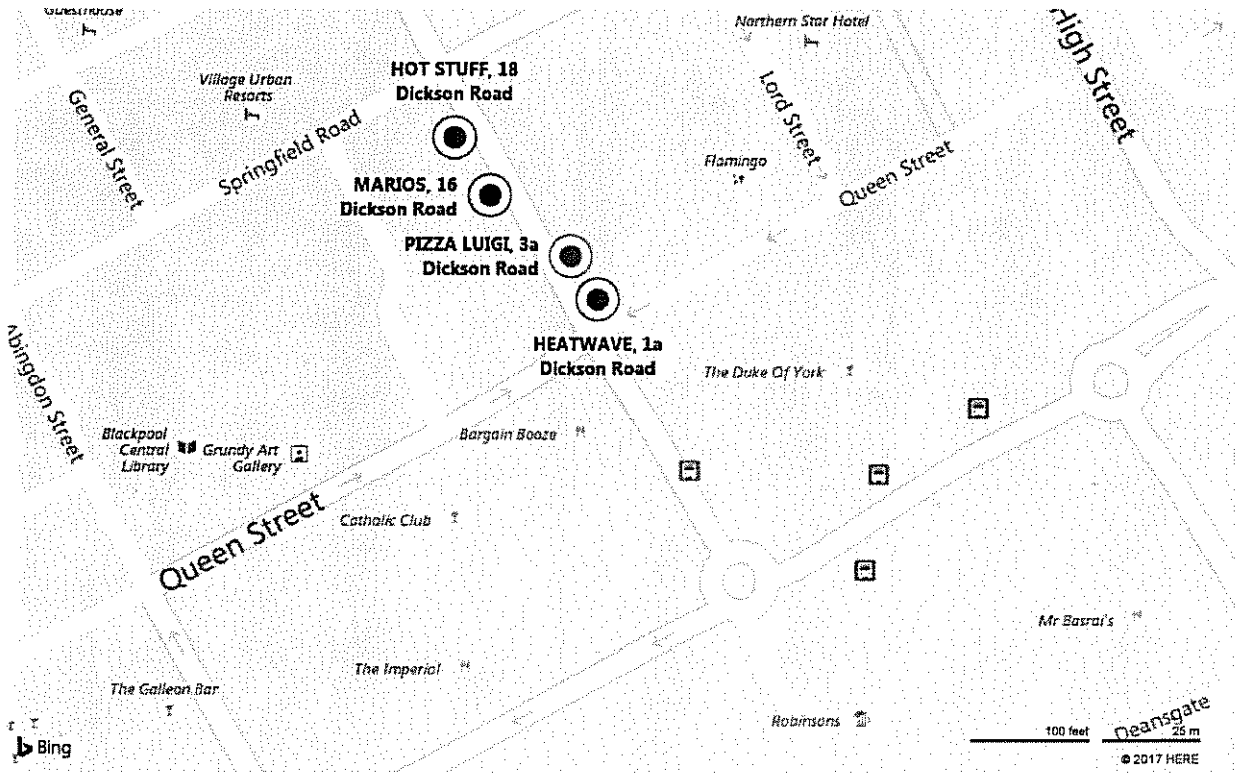 Guesthouse
Northern Star Hotel
High Street
Village Urban
Resorts
HOT STUFF, 18
Dickson Road
General Street
Springfield Road
Lord Street
Flamingo
Queen Street
MARIOS, 16
Dickson Road
PIZZA LUIGI, 3a
Dickson Road
HEATWAVE, 1a
Dickson Road
Abingdon Street
The Duke Of York
Blackpool
Central
Library
Grundy Art
Gallery
Bargain Booze
Catholic Club
Queen Street
Mr Basrai's
The Imperial
The Galleon Bar
Robinsons
Deansgate
Bing
100 feet
25 m
© 2017 HERE